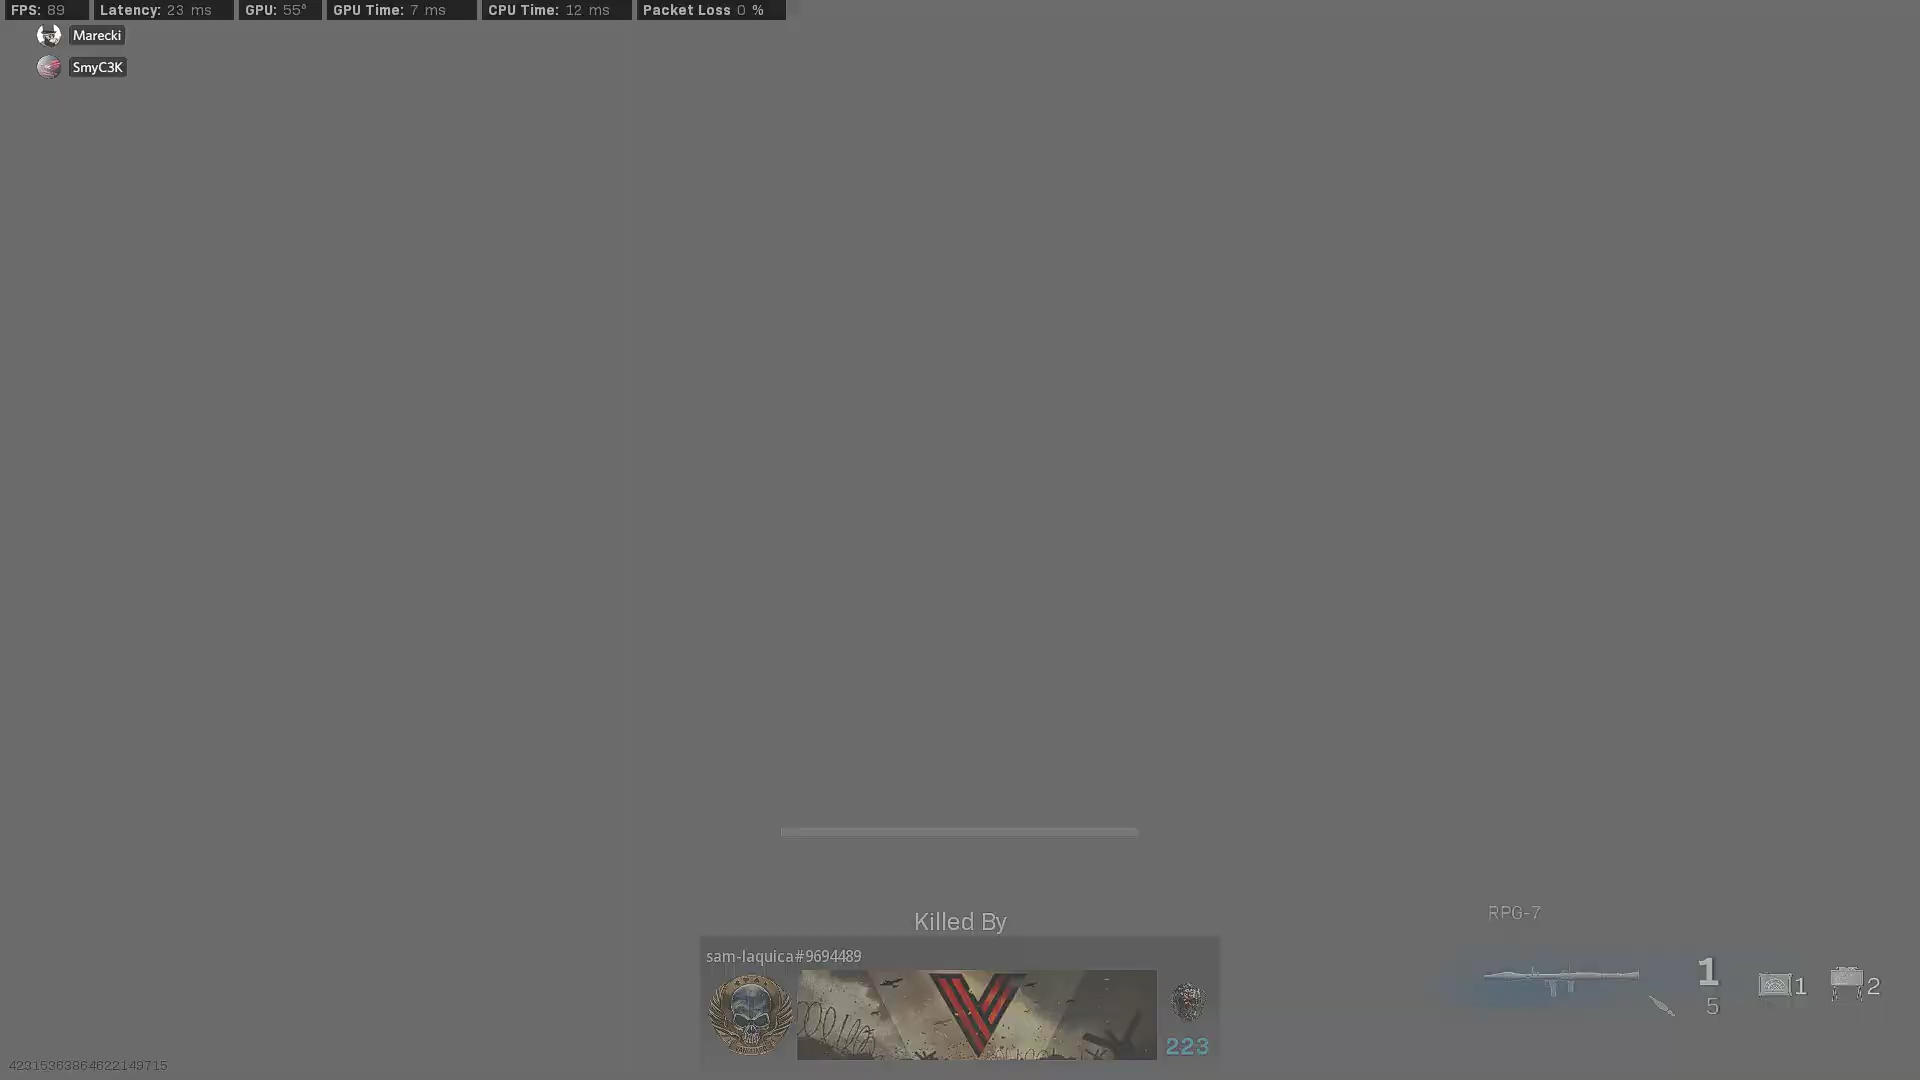 FPS: 89 Latency: 23 ms GPU: 55° GPU Time: 7 ms CPU Time: 12 ms Packet Loss 0 %
Marecki
SmyC3K
Killed By
sam-laquica#9694489
223
RPG-7
1
5
1
2
42315363864622149715